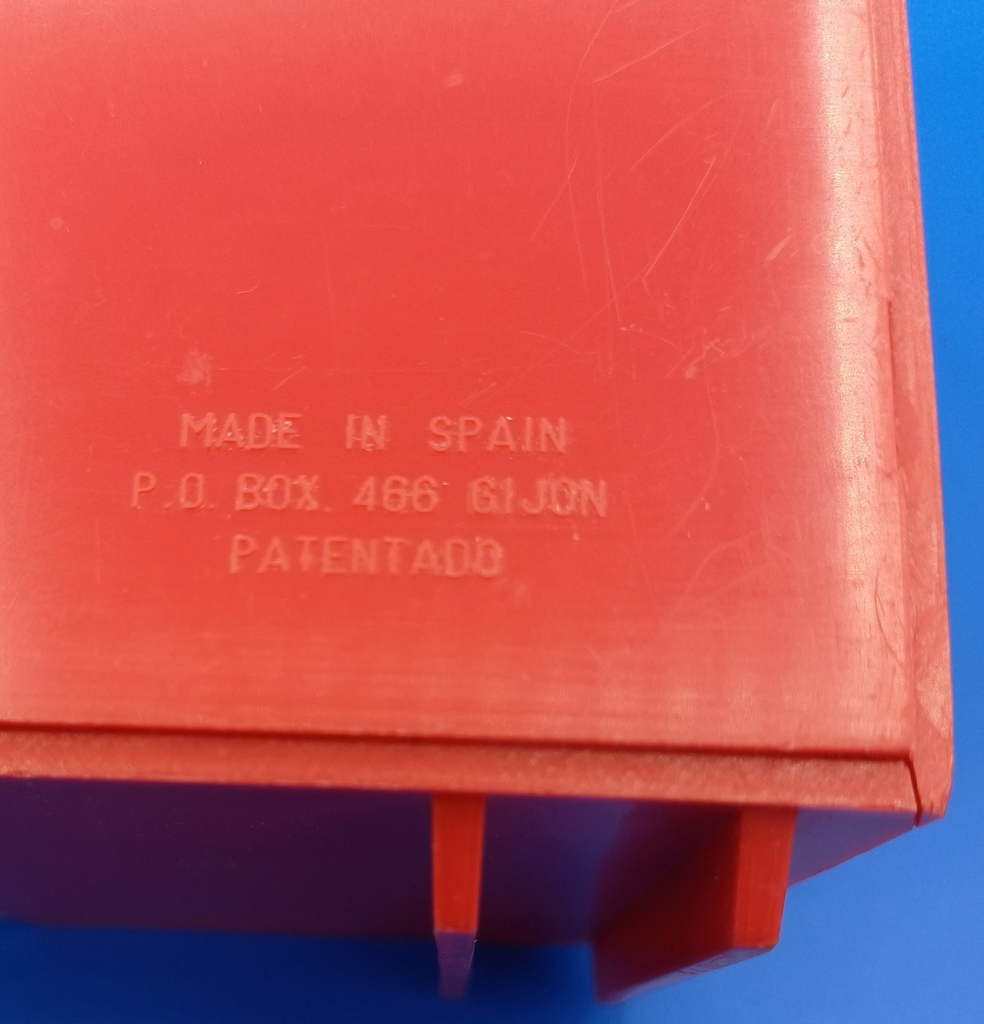 MADE IN SPAIN
P.O. BOX. 466 GIJON
PATENTADO